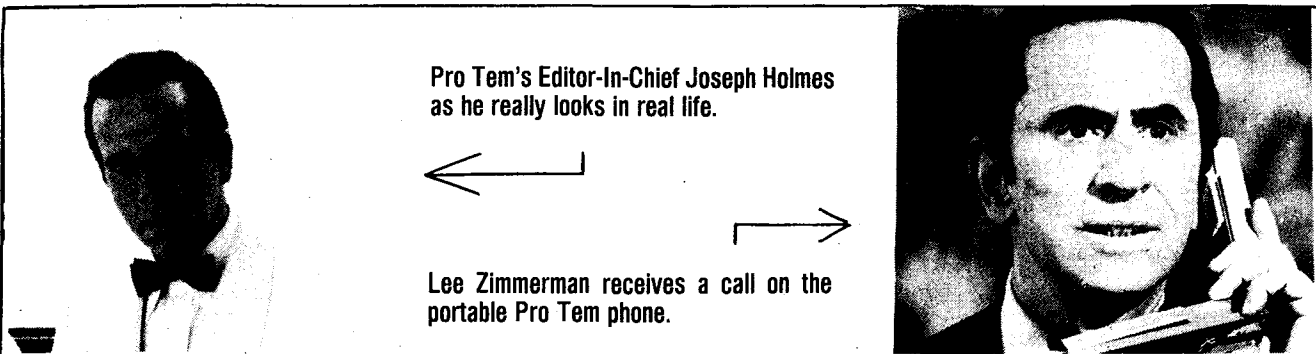 Pro Tem's Editor-In-Chief Joseph Holmes
as he really looks in real life.
Lee Zimmerman receives a call on the
portable Pro Tem phone.